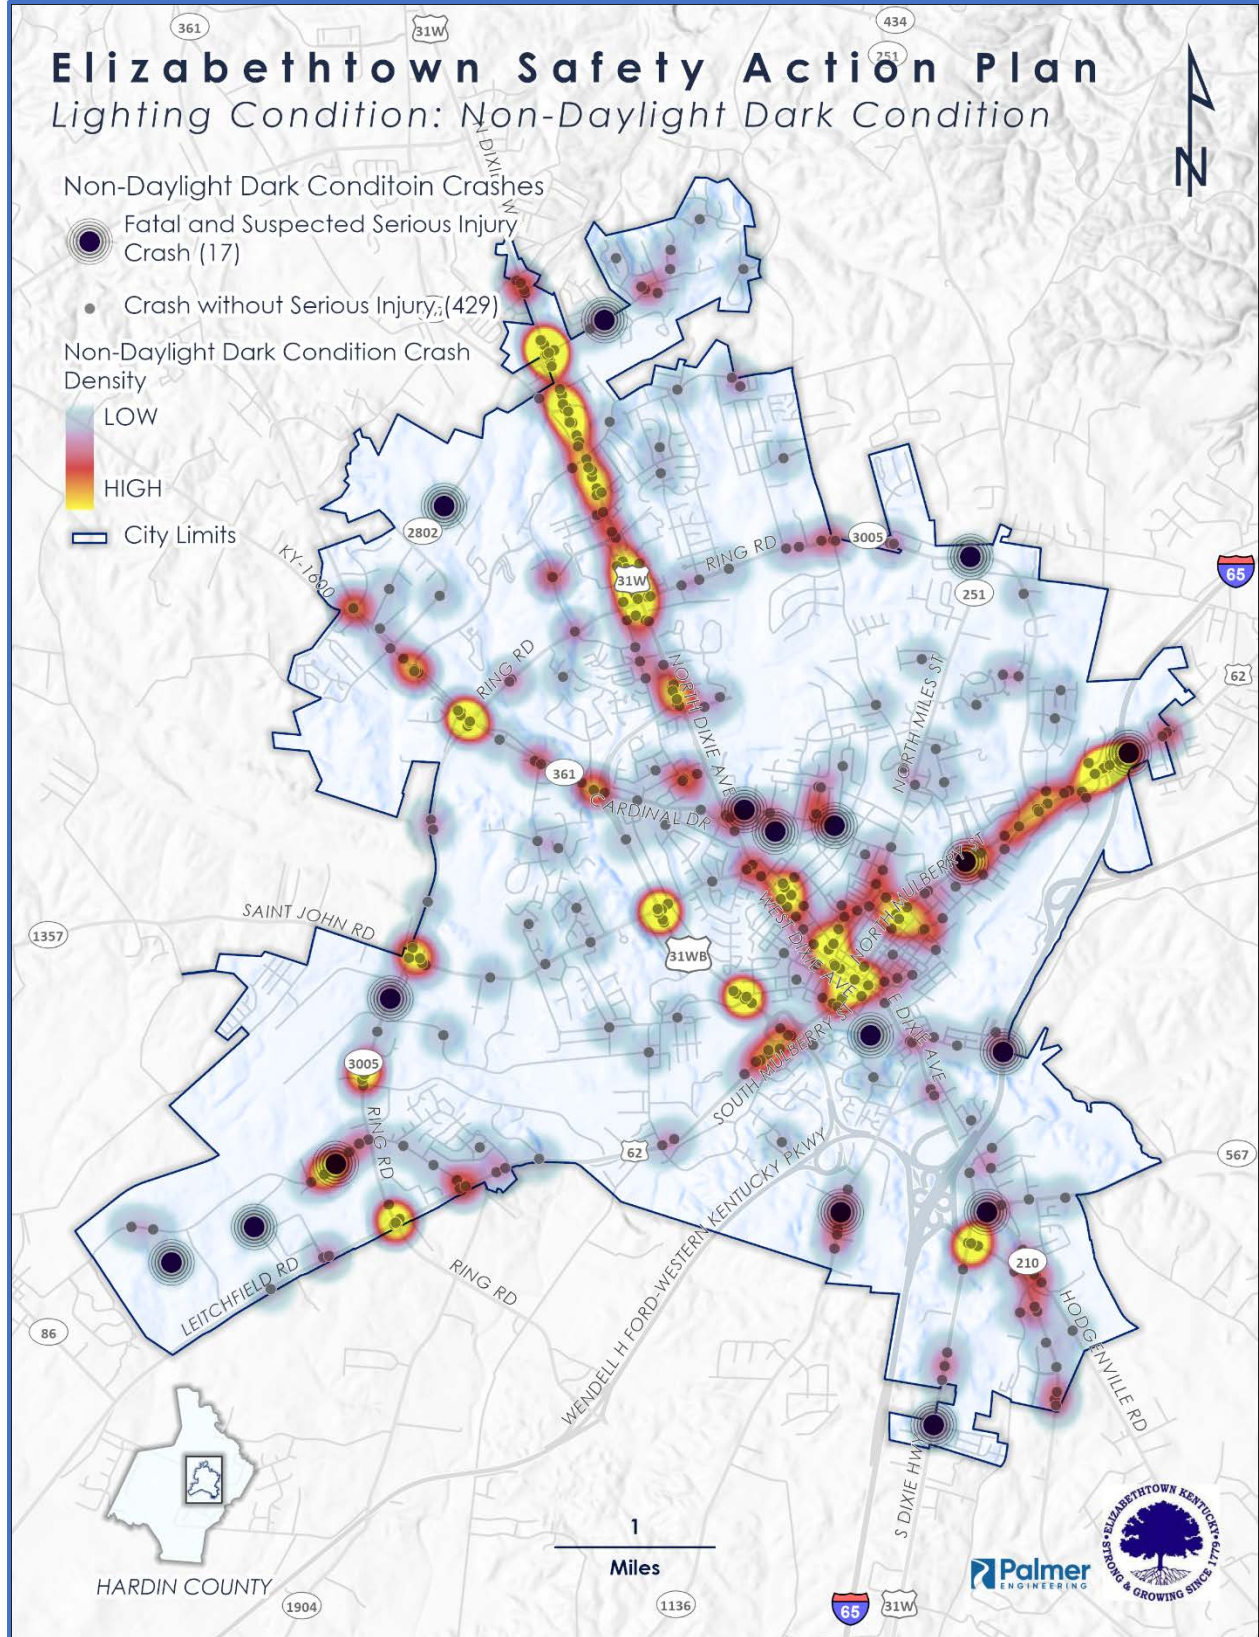 361
31W
434
251
Elizabethtown Safety Action Plan
Lighting Condition: Non-Daylight Dark Condition
N
N DIXIE
W
Non-Daylight Dark Conditoin Crashes
Fatal and Suspected Serious Injury
Crash (17)
Crash without Serious Injury (429)
Non-Daylight Dark Condition Crash
Density
LOW
HIGH
City Limits
2802
KY-1600
31W
RING RD
3005
251
65
62
RING RD
NORTH DIXIE AVE
NORTH MILES ST
361
CARDINAL DR
NORTH MULBERRY ST
SAINT JOHN RD
1357
31WB
WEST DIXIE AVE
E DIXIE AVE
SOUTH MULBERRY ST
3005
RING RD
62
567
WENDELL H FORD-WESTERN KENTUCKY PKWY
210
HODGENVILLE RD
LEITCHFIELD RD
RING RD
86
S DIXIE HWY
HARDIN COUNTY
1
Miles
Palmer
ENGINEERING
ELIZABETHTOWN KENTUCKY
STRONG & GROWING SINCE 1779
1904
1136
65
31W